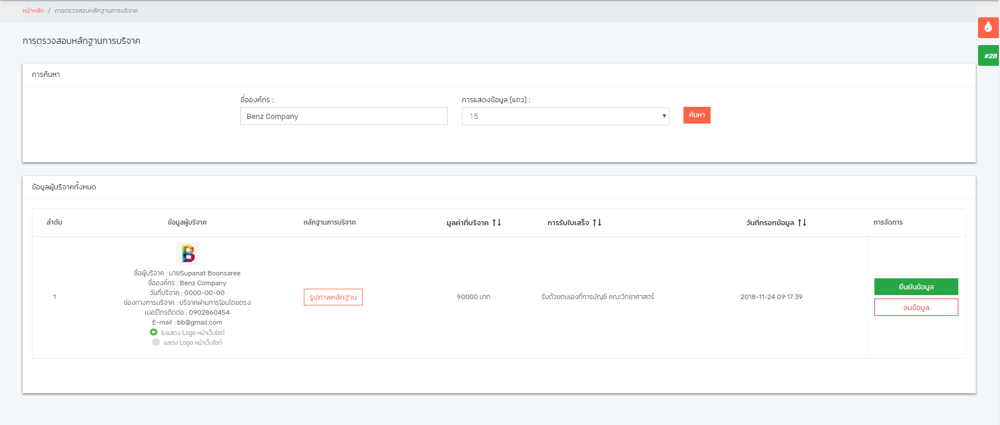 หน้าหลัก / การตรวจสอบหลักฐานการบริจาค
#28
การตรวจสอบหลักฐานการบริจาค
การค้นหา
ชื่อองค์กร : การแสดงข้อมูล (แถว) :
Benz Company 15 ค้นหา
ข้อมูลผู้บริจาคทั้งหมด
ลำดับ ข้อมูลผู้บริจาค หลักฐานการบริจาค มูลค่าที่บริจาค การรับใบเสร็จ วันที่กรอกข้อมูล การจัดการ
B
ชื่อผู้บริจาค : นายSupanat Boonsaree
ชื่อองค์กร : Benz Company
วันที่บริจาค : 0000-00-00
ช่องทางการบริจาค : บริจาคผ่านการโอนโดยตรง
เบอร์โทรติดต่อ : 0902860454
E-mail : bb@gmail.com
ไม่แสดง Logo หน้าเว็บไซต์
แสดง Logo หน้าเว็บไซต์
1 รูปภาพหลักฐาน 90000 บาท รับด้วยตนเองที่การบัญชี คณะวิทยาศาสตร์ 2018-11-24 09:17:39
ยืนยันข้อมูล
ลบข้อมูล